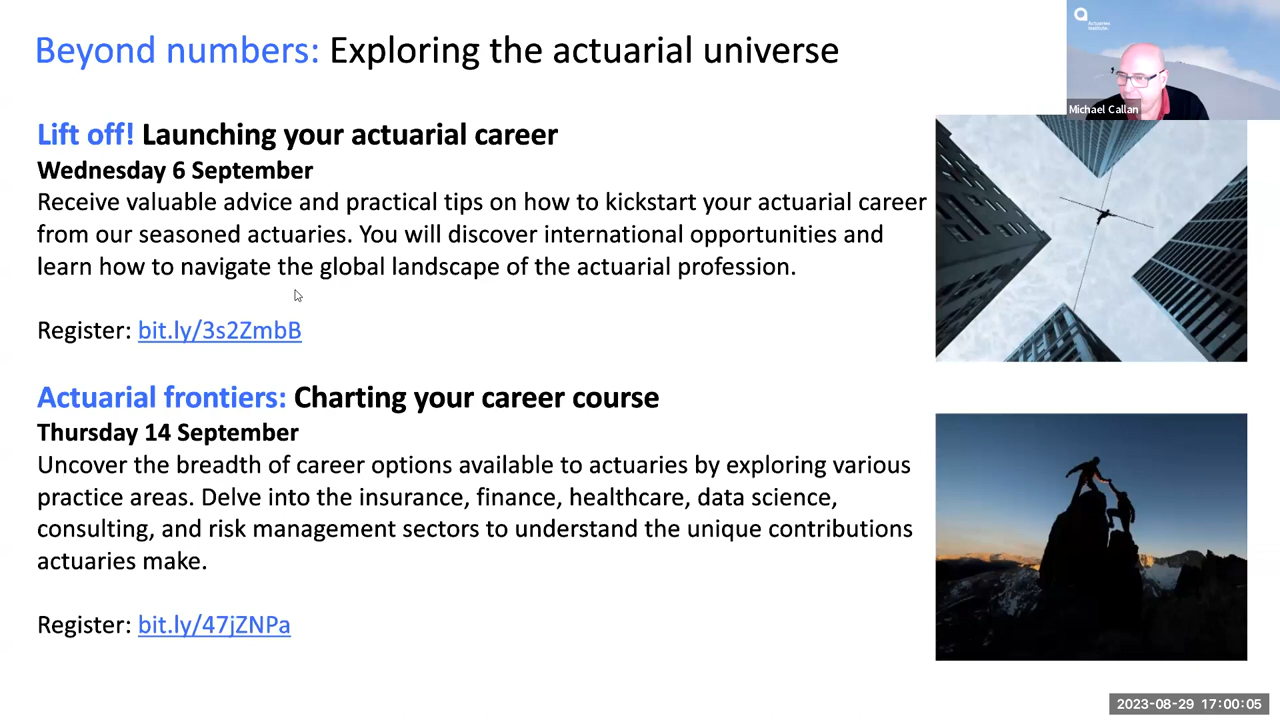 Beyond numbers: Exploring the actuarial universe
Actuaries
Institute
Michael Callan
Lift off! Launching your actuarial career
Wednesday 6 September
Receive valuable advice and practical tips on how to kickstart your actuarial career
from our seasoned actuaries. You will discover international opportunities and
learn how to navigate the global landscape of the actuarial profession.
Register: bit.ly/3s2ZmbB
Actuarial frontiers: Charting your career course
Thursday 14 September
Uncover the breadth of career options available to actuaries by exploring various
practice areas. Delve into the insurance, finance, healthcare, data science,
consulting, and risk management sectors to understand the unique contributions
actuaries make.
Register: bit.ly/47jZNPa
2023-08-29 17:00:05